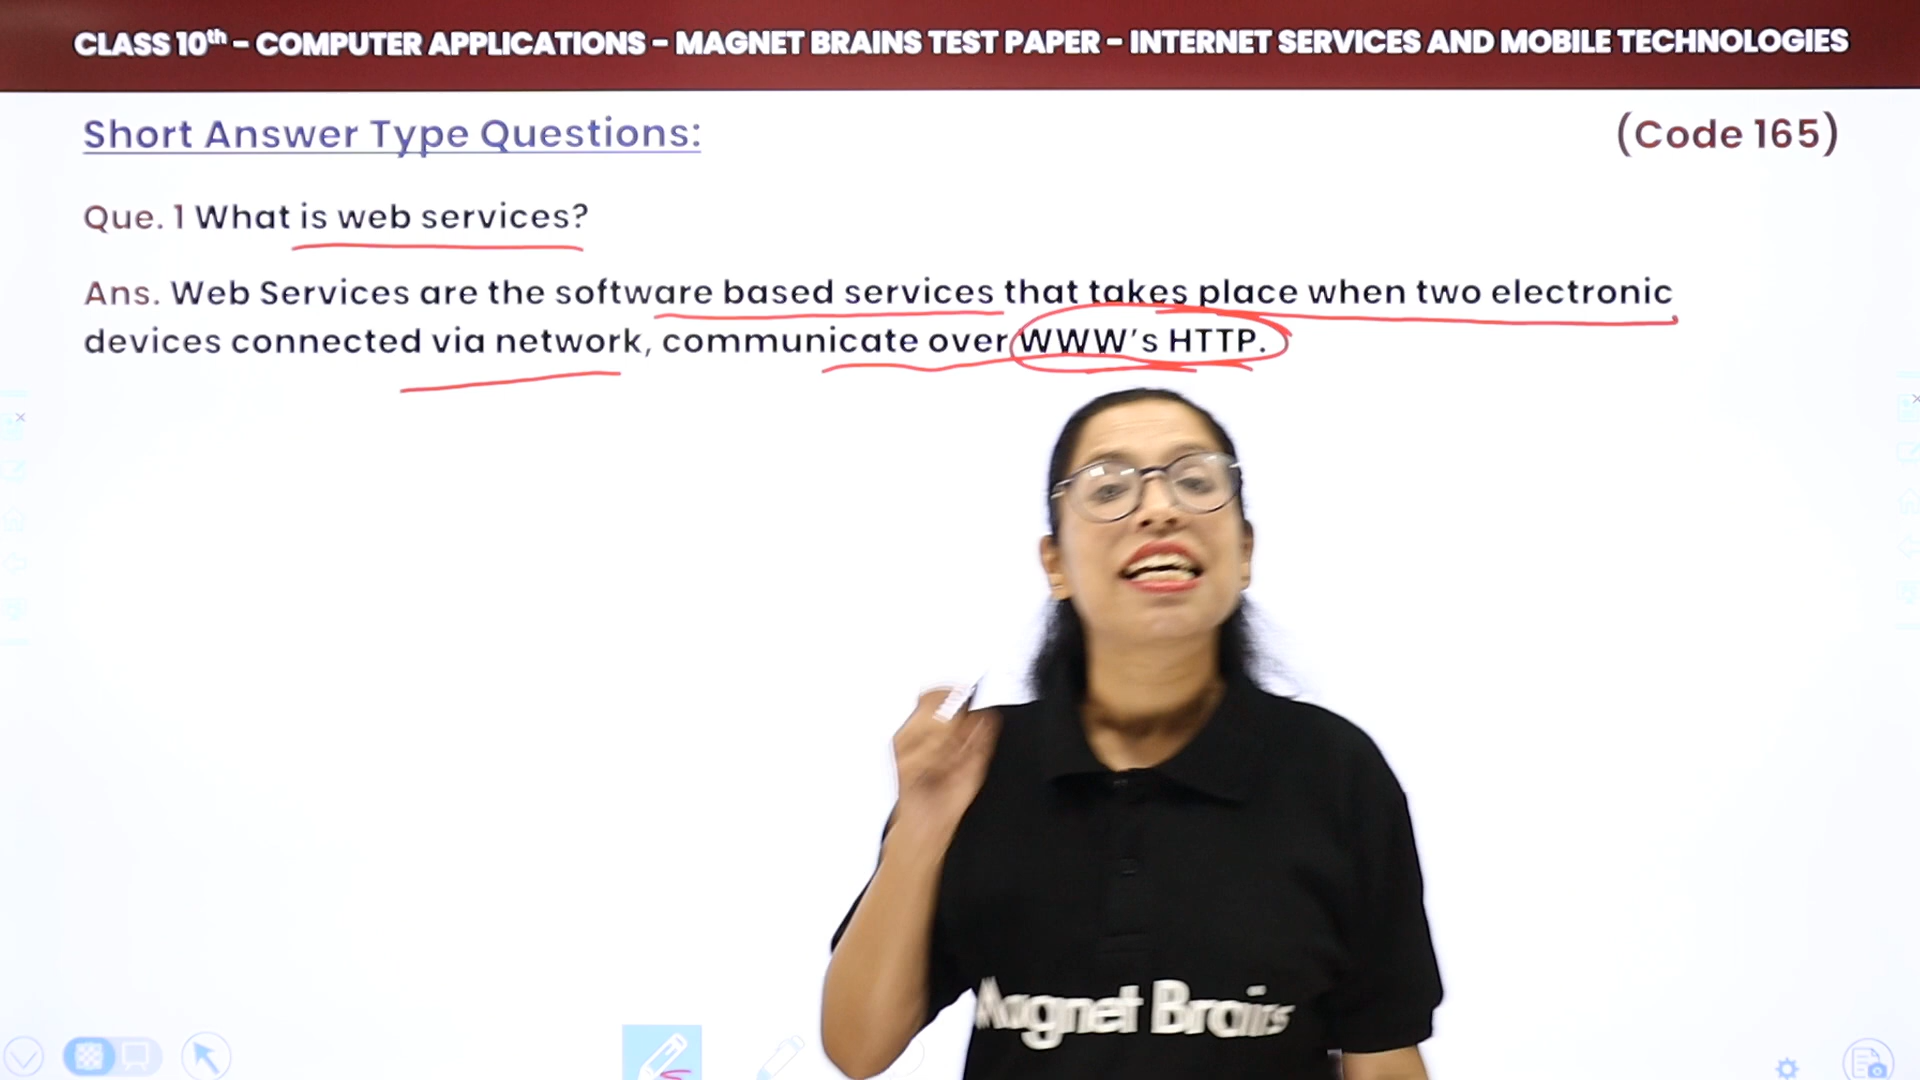 CLASS 10th - COMPUTER APPLICATIONS - MAGNET BRAINS TEST PAPER - INTERNET SERVICES AND MOBILE TECHNOLOGIES
Short Answer Type Questions:
(Code 165)
Que. 1 What is web services?
Ans. Web Services are the software based services that takes place when two electronic
devices connected via network, communicate over WWW's HTTP.
Magnet Brains